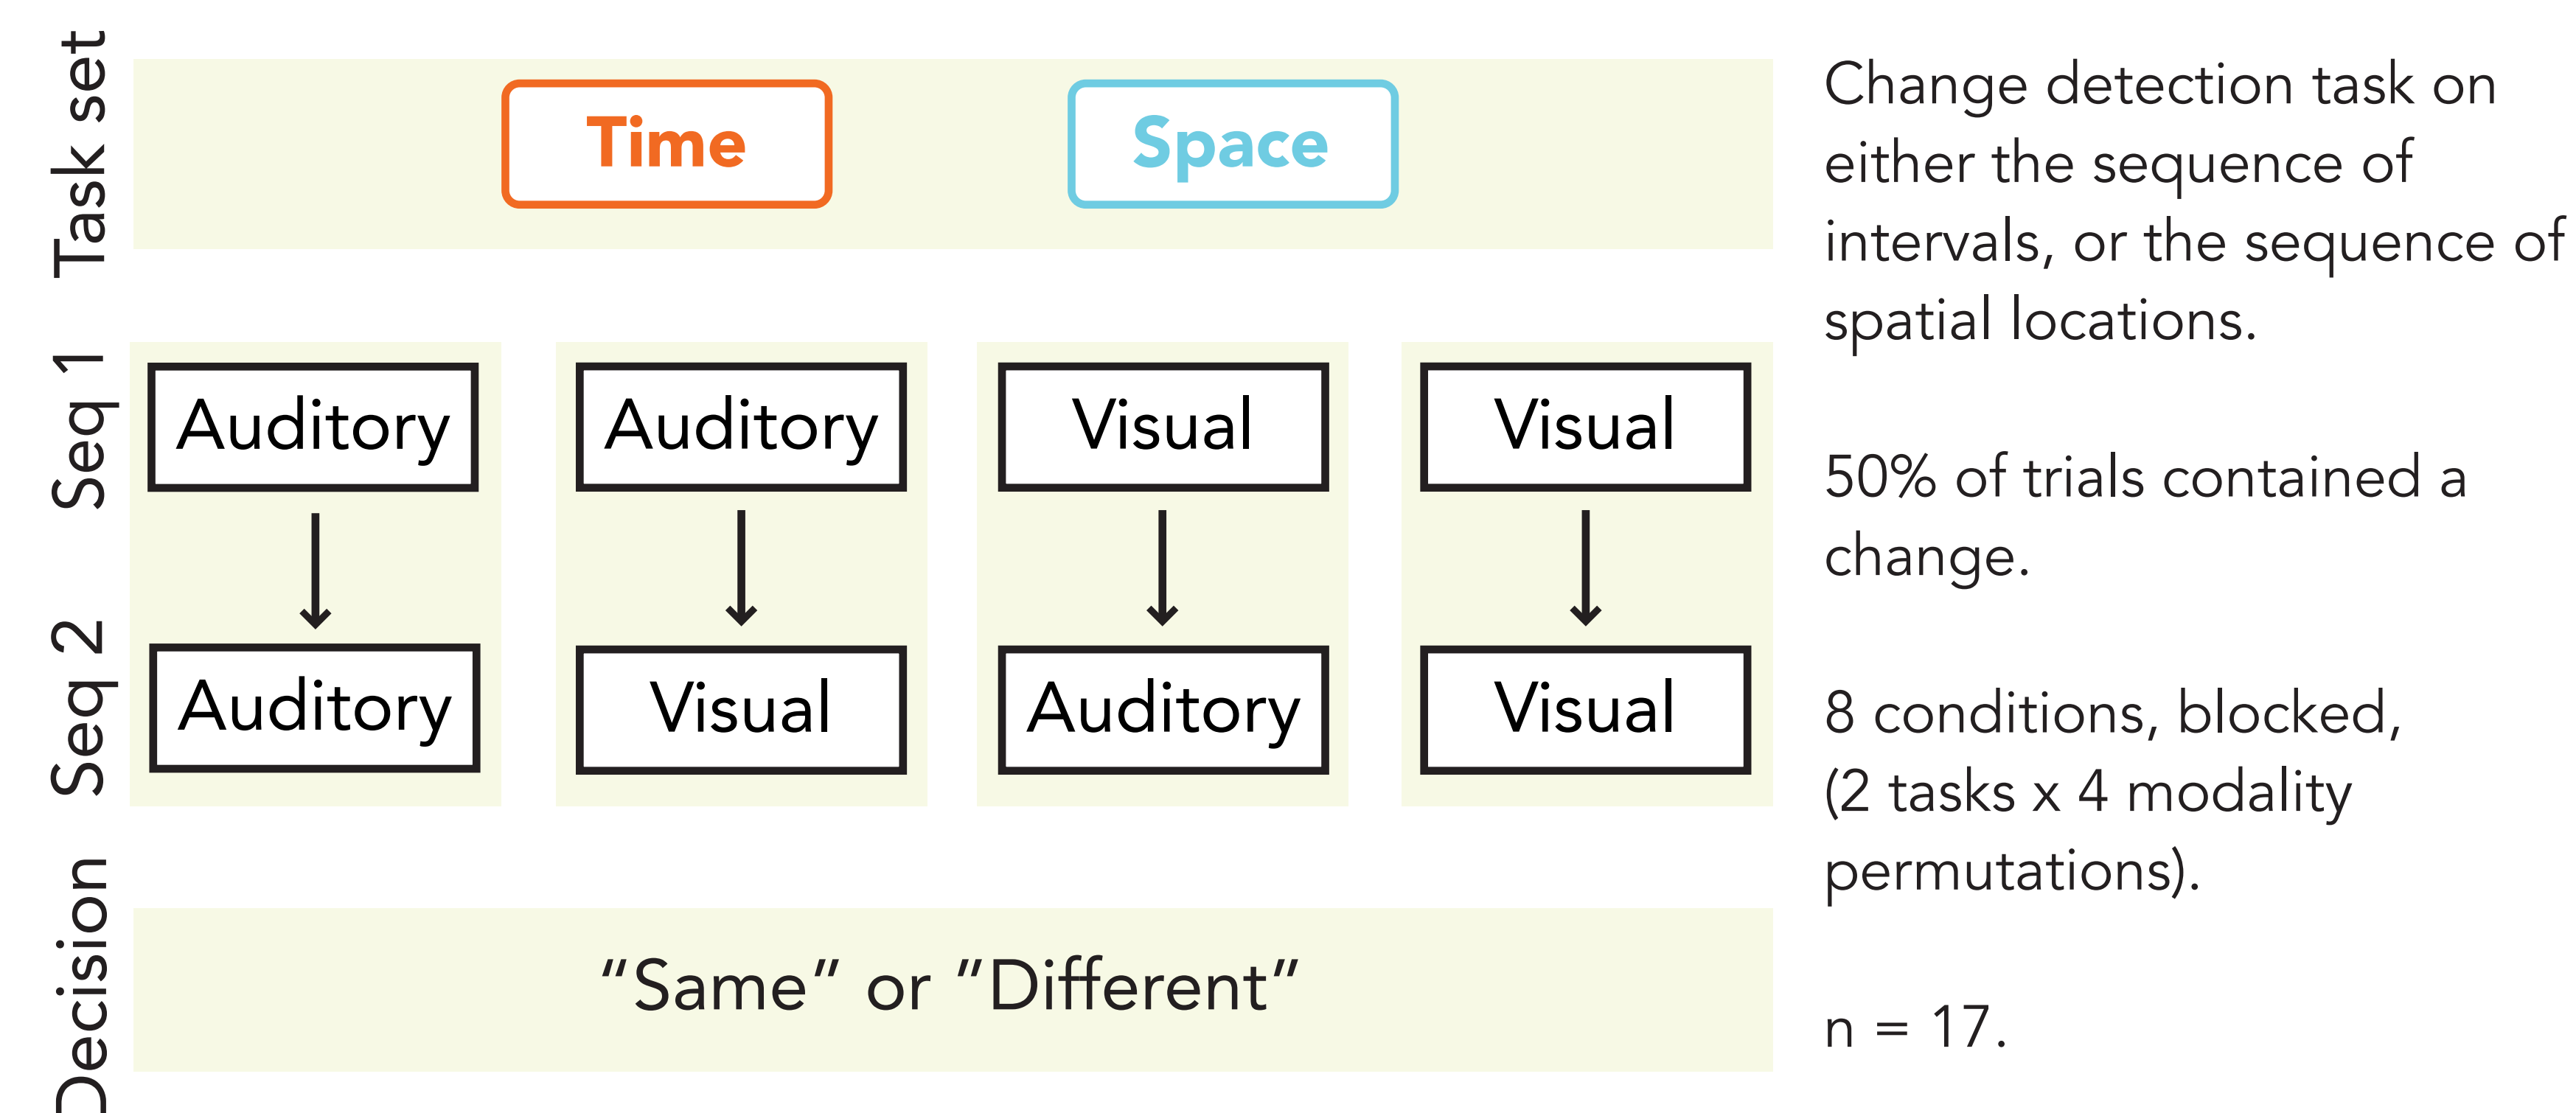 Task set
Time
Space
Seq 1
Auditory
Auditory
Visual
Visual
Seq 2
Auditory
Visual
Auditory
Visual
Decision
“Same” or ”Different”
Change detection task on
either the sequence of
intervals, or the sequence of
spatial locations.
50% of trials contained a
change.
8 conditions, blocked,
(2 tasks x 4 modality
permutations).
n = 17.